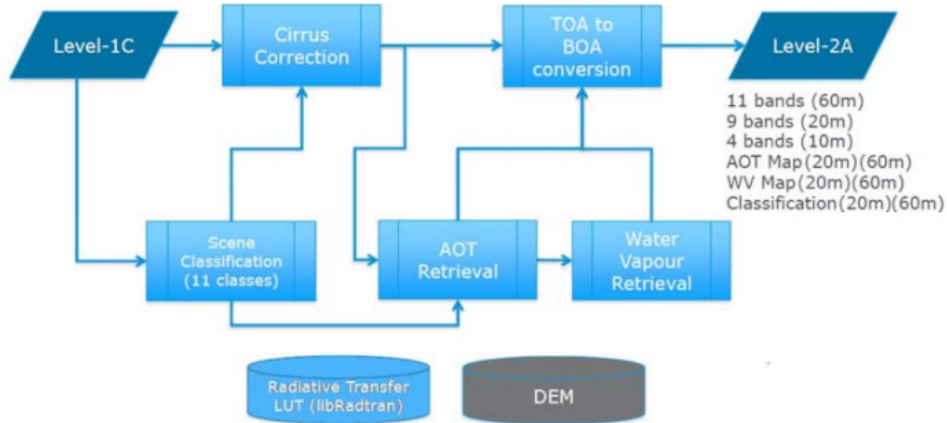 Level-1C
Cirrus
Correction
TOA to
BOA
conversion
Level-2A
11 bands (60m)
9 bands (20m)
4 bands (10m)
AOT Map(20m)(60m)
WV Map(20m)(60m)
Classification(20m)(60m)
Scene
Classification
(11 classes)
AOT
Retrieval
Water
Vapour
Retrieval
Radiative Transfer
LUT (libRadtran)
DEM